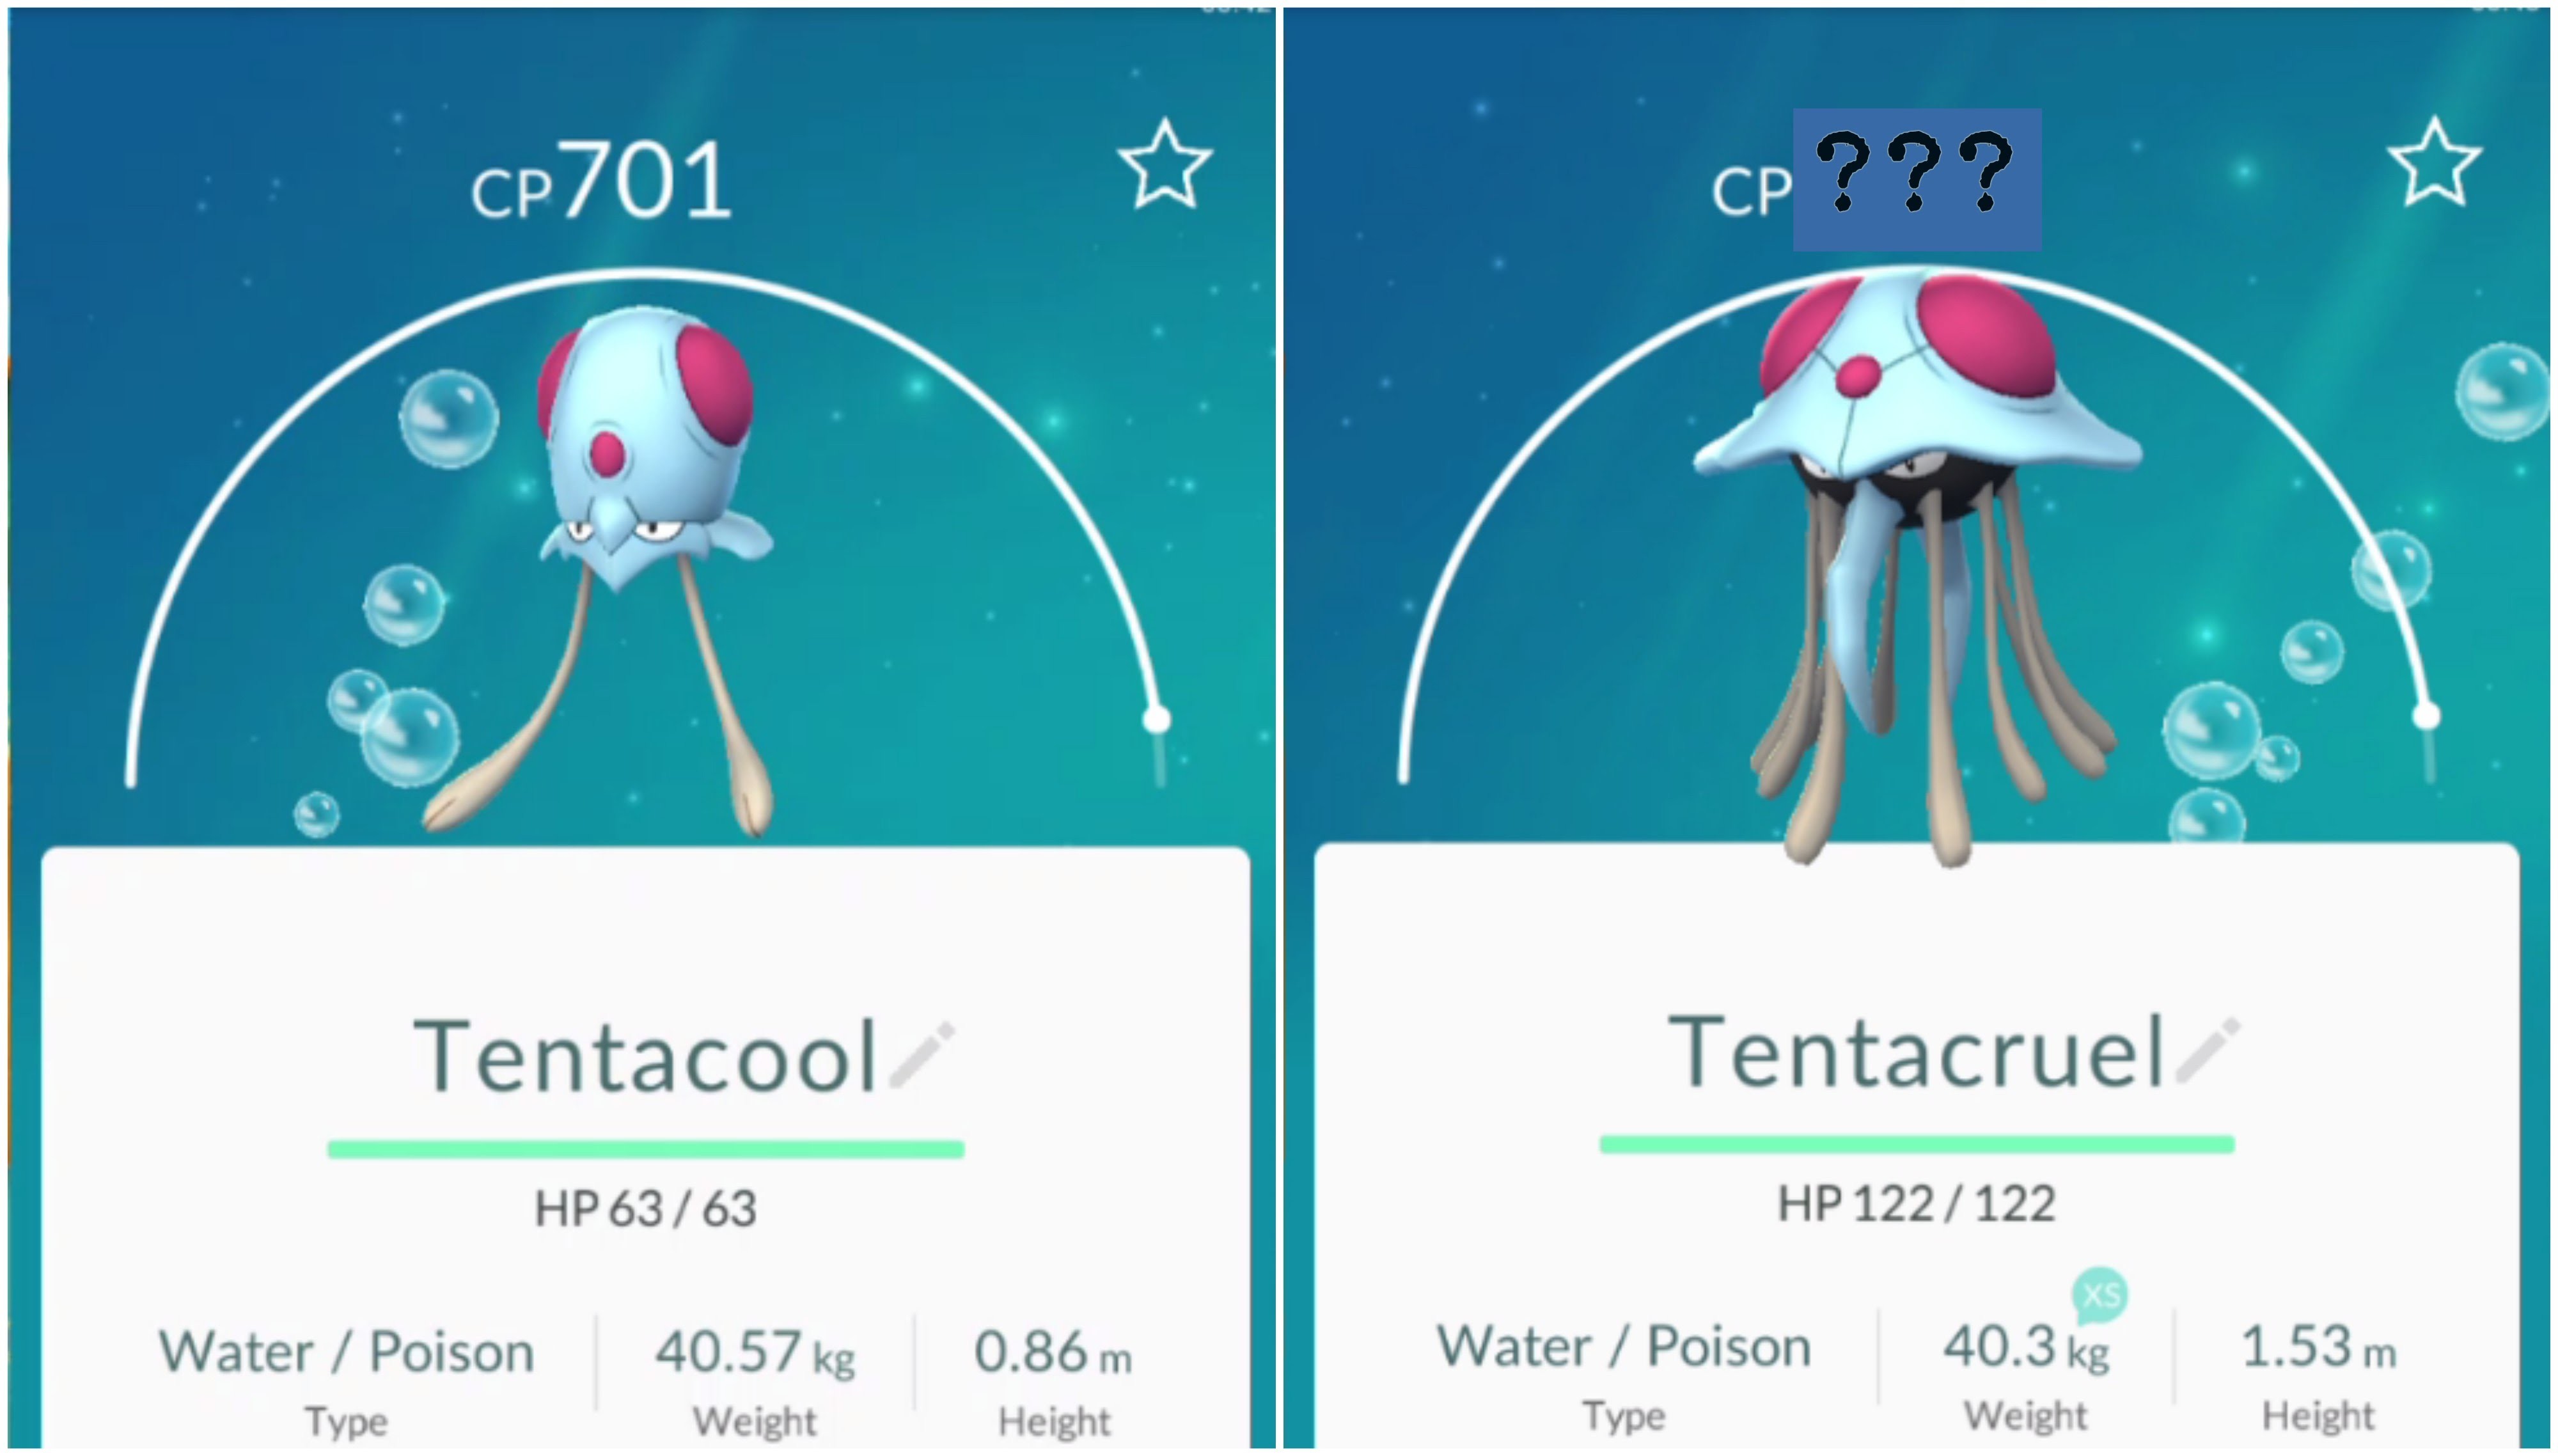 CP701
Tentacool
HP 63 / 63
Water / Poison
Type
40.57 kg
Weight
0.86 m
Height
CP ???
Tentacruel
HP 122 / 122
XS
Water / Poison
Type
40.3 kg
Weight
1.53 m
Height